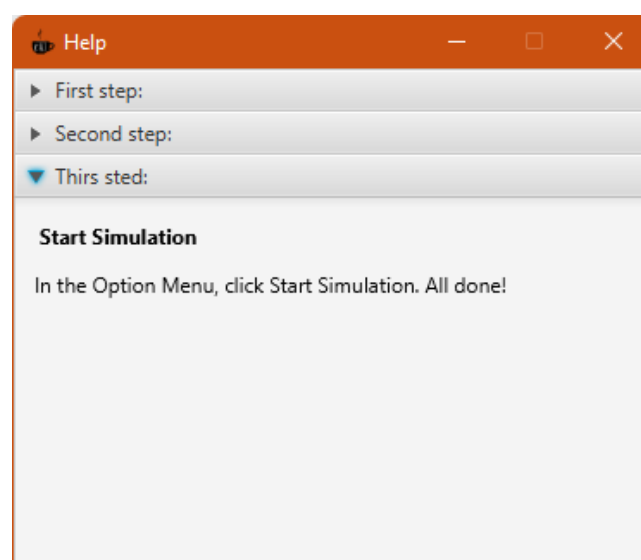 Help
First step:
Second step:
Thirs sted:
Start Simulation
In the Option Menu, click Start Simulation. All done!